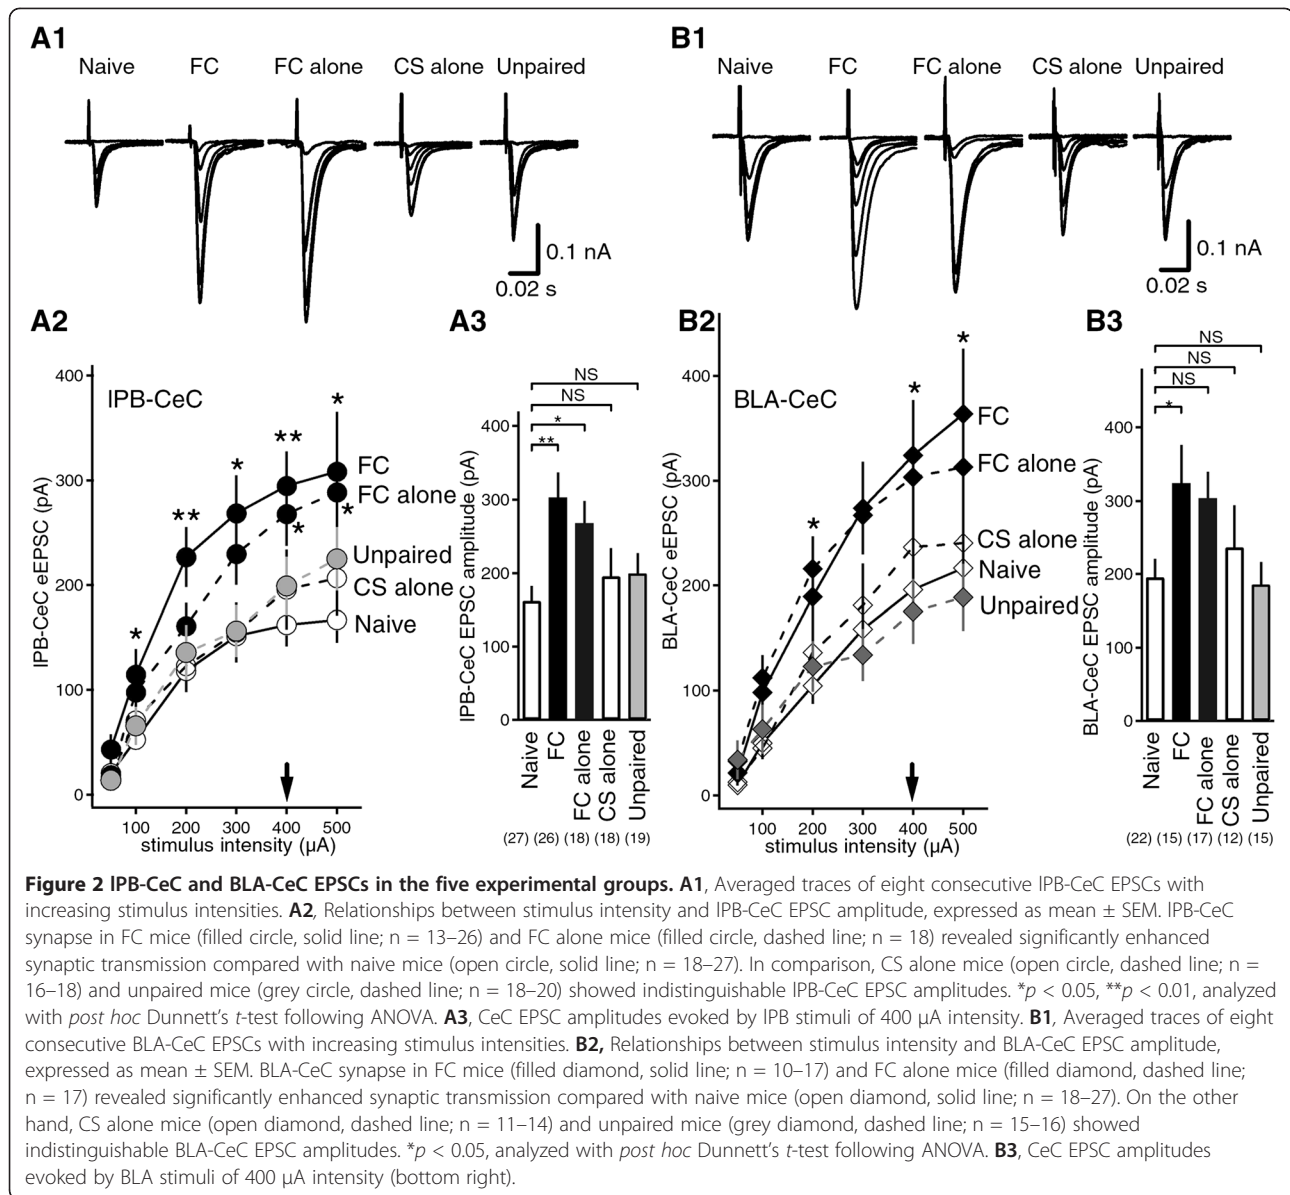 A1
Naive FC FC alone CS alone Unpaired
0.1 nA
0.02 s
B1
Naive FC FC alone CS alone Unpaired
0.1 nA
0.02 s
A2
lPB-CeC
lPB-CeC eEPSC (pA)
400
300
200
100
0
* ** * ** * * *
FC
FC alone
Unpaired
CS alone
Naive
100 200 300 400 500
stimulus intensity (µA)
A3
lPB-CeC EPSC amplitude (pA)
400
300
200
100
0
NS
NS
*
**
Naive FC FC alone CS alone Unpaired
(27) (26) (18) (18) (19)
B2
BLA-CeC
BLA-CeC eEPSC (pA)
400
300
200
100
0
* * *
FC
FC alone
CS alone
Naive
Unpaired
100 200 300 400 500
stimulus intensity (µA)
B3
BLA-CeC EPSC amplitude (pA)
400
300
200
100
0
NS
NS
NS
*
Naive FC FC alone CS alone Unpaired
(22) (15) (17) (12) (15)
Figure 2 lPB-CeC and BLA-CeC EPSCs in the five experimental groups. A1, Averaged traces of eight consecutive lPB-CeC EPSCs with
increasing stimulus intensities. A2, Relationships between stimulus intensity and lPB-CeC EPSC amplitude, expressed as mean ± SEM. lPB-CeC
synapse in FC mice (filled circle, solid line; n = 13–26) and FC alone mice (filled circle, dashed line; n = 18) revealed significantly enhanced
synaptic transmission compared with naive mice (open circle, solid line; n = 18–27). In comparison, CS alone mice (open circle, dashed line; n =
16–18) and unpaired mice (grey circle, dashed line; n = 18–20) showed indistinguishable lPB-CeC EPSC amplitudes. *p < 0.05, **p < 0.01, analyzed
with post hoc Dunnett's t-test following ANOVA. A3, CeC EPSC amplitudes evoked by lPB stimuli of 400 µA intensity. B1, Averaged traces of eight
consecutive BLA-CeC EPSCs with increasing stimulus intensities. B2, Relationships between stimulus intensity and BLA-CeC EPSC amplitude,
expressed as mean ± SEM. BLA-CeC synapse in FC mice (filled diamond, solid line; n = 10–17) and FC alone mice (filled diamond, dashed line;
n = 17) revealed significantly enhanced synaptic transmission compared with naive mice (open diamond, solid line; n = 18–27). On the other
hand, CS alone mice (open diamond, dashed line; n = 11–14) and unpaired mice (grey diamond, dashed line; n = 15–16) showed
indistinguishable BLA-CeC EPSC amplitudes. *p < 0.05, analyzed with post hoc Dunnett's t-test following ANOVA. B3, CeC EPSC amplitudes
evoked by BLA stimuli of 400 µA intensity (bottom right).